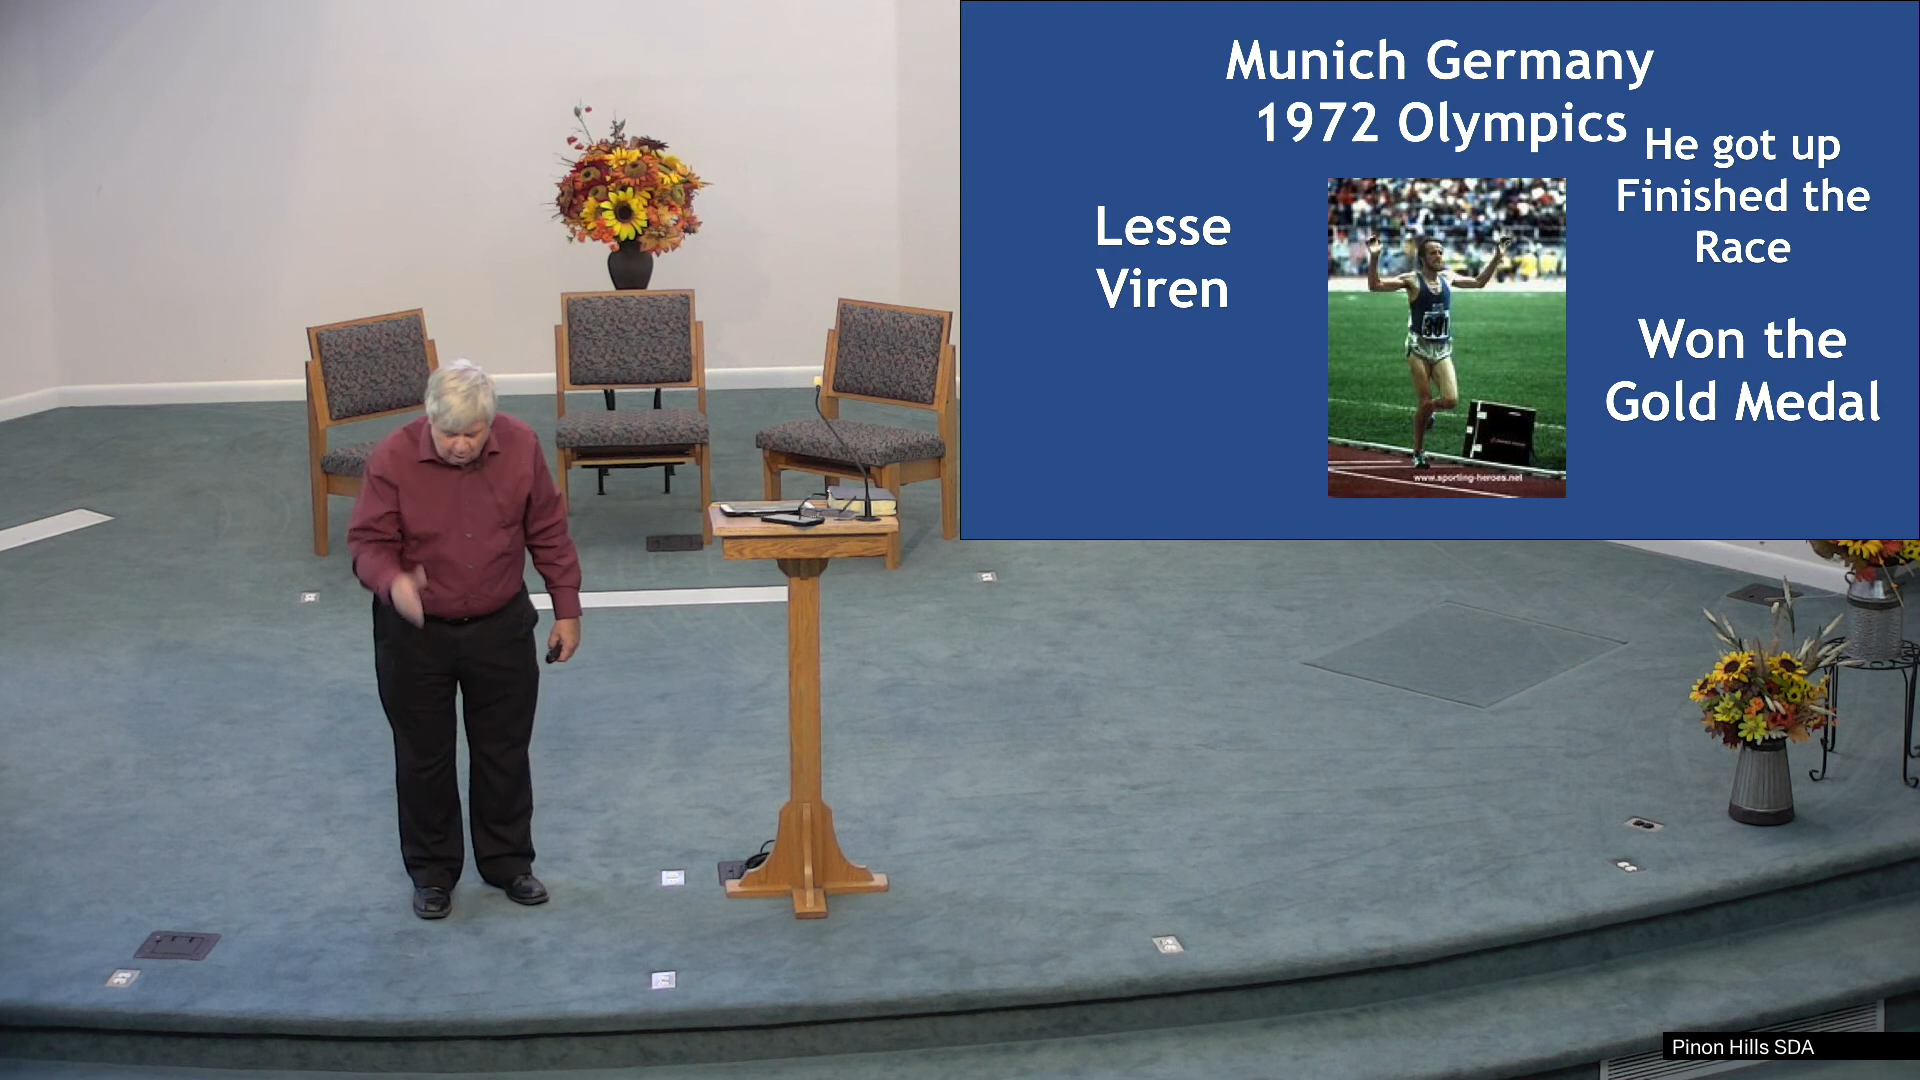 Munich Germany
1972 Olympics
He got up
Finished the
Race
Lesse
Viren
Won the
Gold Medal
301
www.sporting-heroes.net
Pinon Hills SDA